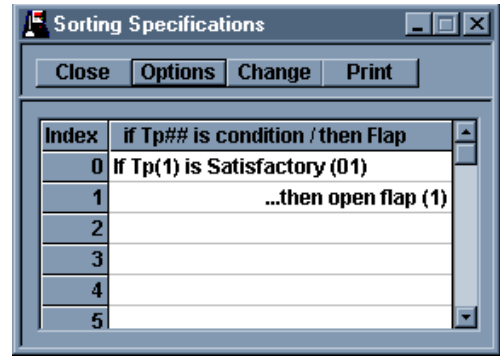 Sorting Specifications
Close Options Change Print
Index if Tp## is condition / then Flap
0 If Tp(1) is Satisfactory (01)
1 ...then open flap (1)
2
3
4
5